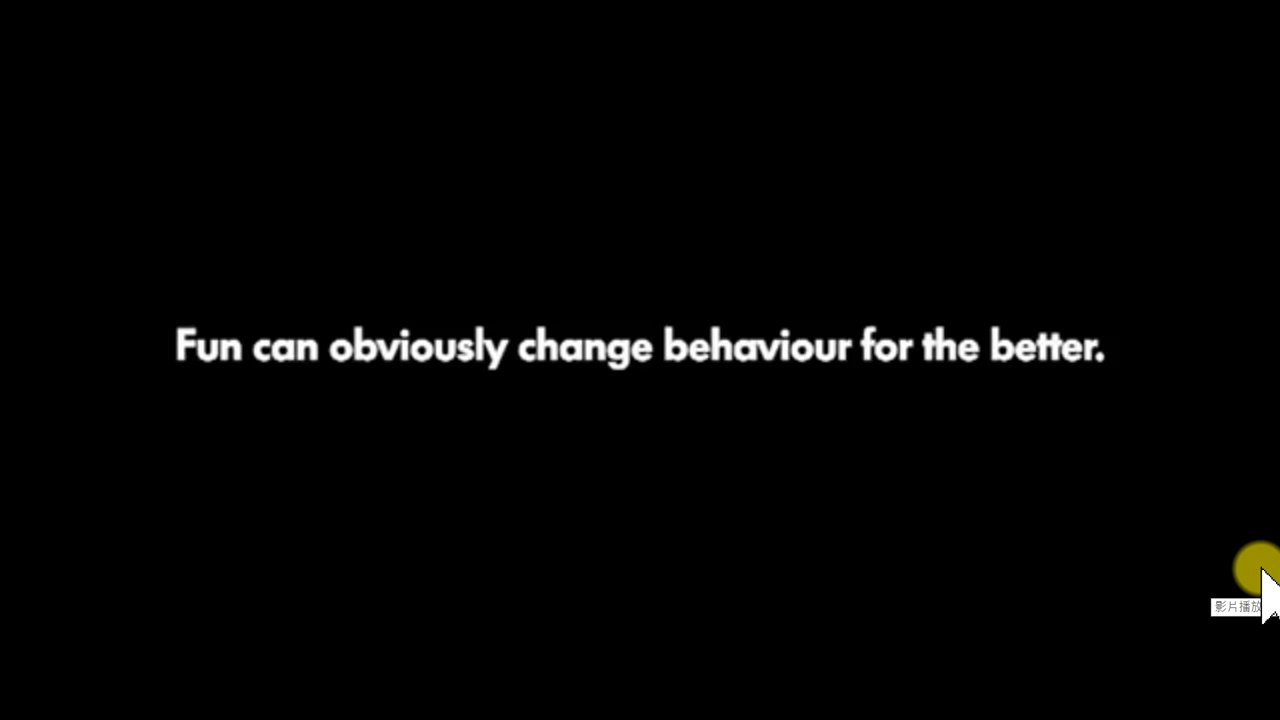 Fun can obviously change behaviour for the better.
影片播放